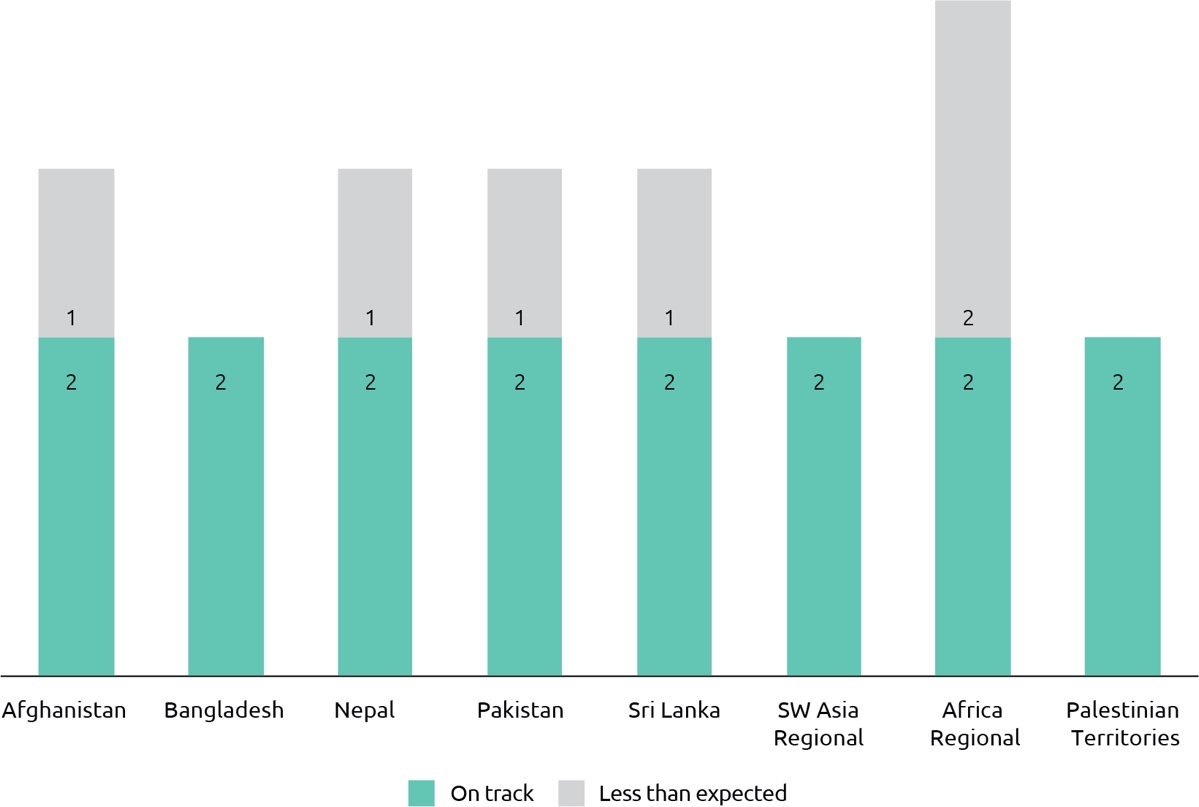 1 1 1 1 2
2 2 2 2 2 2 2 2
Afghanistan Bangladesh Nepal Pakistan Sri Lanka SW Asia Africa Palestinian
Regional Regional Territories
On track Less than expected